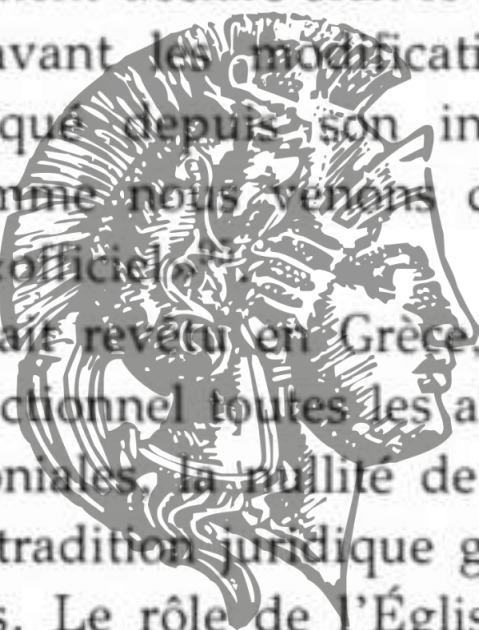 avant les modificati
qué depuis son in
mme nous venons d
«officiel»
ait revêtu en Grèce,
ctionnel toutes les a
oniales, la nullité de
tradition juridique g
s. Le rôle de l'Églis